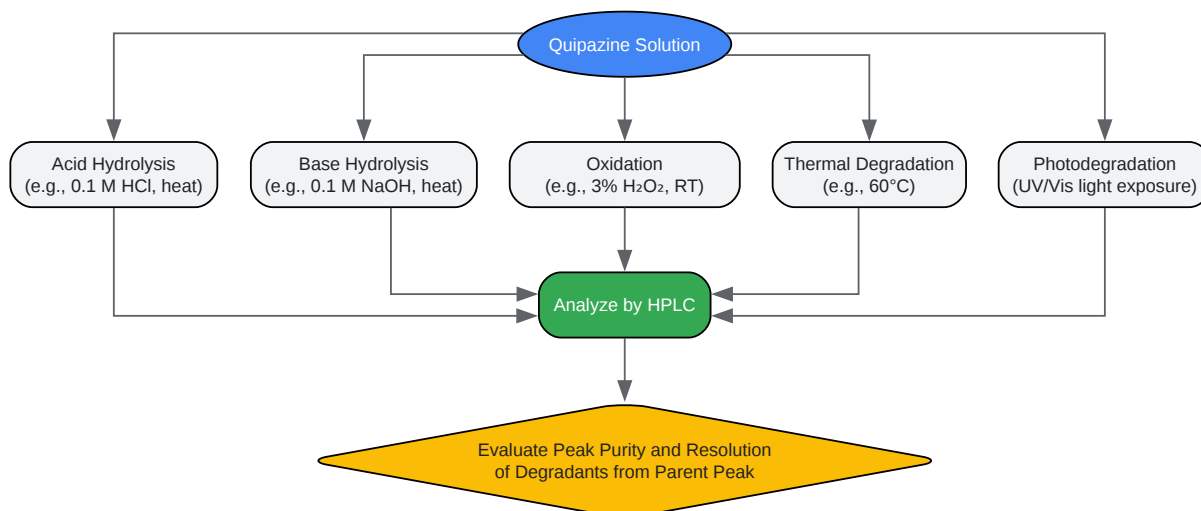 Quipazine Solution
Acid Hydrolysis
(e.g., 0.1 M HCl, heat)
Base Hydrolysis
(e.g., 0.1 M NaOH, heat)
Oxidation
(e.g., 3% H₂O₂, RT)
Thermal Degradation
(e.g., 60°C)
Photodegradation
(UV/Vis light exposure)
Analyze by HPLC
Evaluate Peak Purity and Resolution
of Degradants from Parent Peak